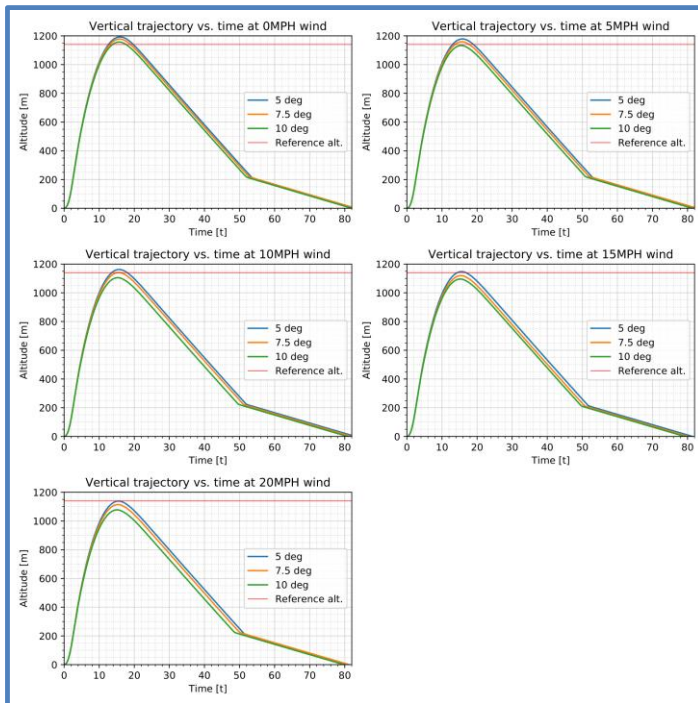 Vertical trajectory vs. time at 0MPH wind
1200
1000
800
600
400
200
0
Altitude [m]
5 deg
7.5 deg
10 deg
Reference alt.
0 10 20 30 40 50 60 70 80
Time [t]
Vertical trajectory vs. time at 5MPH wind
1200
1000
800
600
400
200
0
Altitude [m]
5 deg
7.5 deg
10 deg
Reference alt.
0 10 20 30 40 50 60 70 80
Time [t]
Vertical trajectory vs. time at 10MPH wind
1200
1000
800
600
400
200
0
Altitude [m]
5 deg
7.5 deg
10 deg
Reference alt.
0 10 20 30 40 50 60 70 80
Time [t]
Vertical trajectory vs. time at 15MPH wind
1200
1000
800
600
400
200
0
Altitude [m]
5 deg
7.5 deg
10 deg
Reference alt.
0 10 20 30 40 50 60 70 80
Time [t]
Vertical trajectory vs. time at 20MPH wind
1200
1000
800
600
400
200
0
Altitude [m]
5 deg
7.5 deg
10 deg
Reference alt.
0 10 20 30 40 50 60 70 80
Time [t]